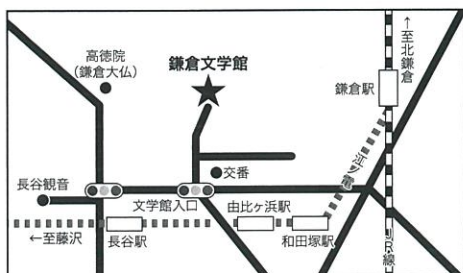 ↑至北鎌倉
高徳院
(鎌倉大仏)
鎌倉文学館
鎌倉駅
江ノ電
交番
長谷観音
文学館入口
由比ヶ浜駅
←至藤沢
長谷駅
和田塚駅
JR線